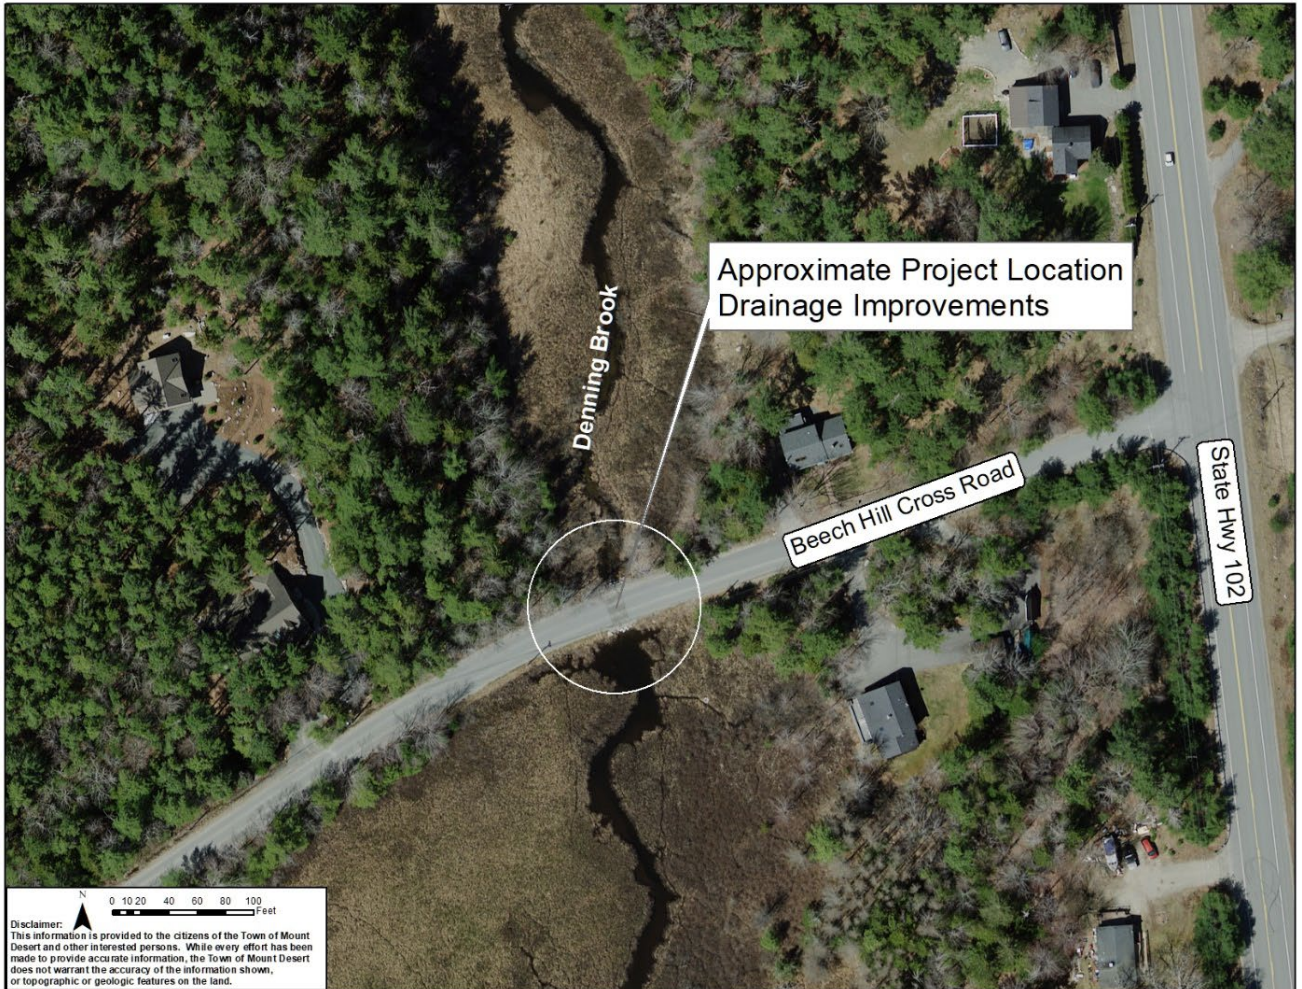 Approximate Project Location
Drainage Improvements
Denning Brook
Beech Hill Cross Road
State Hwy 102
N
0 10 20 40 60 80 100
Feet
Disclaimer:
This information is provided to the citizens of the Town of Mount
Desert and other interested persons. While every effort has been
made to provide accurate information, the Town of Mount Desert
does not warrant the accuracy of the information shown,
or topographic or geologic features on the land.